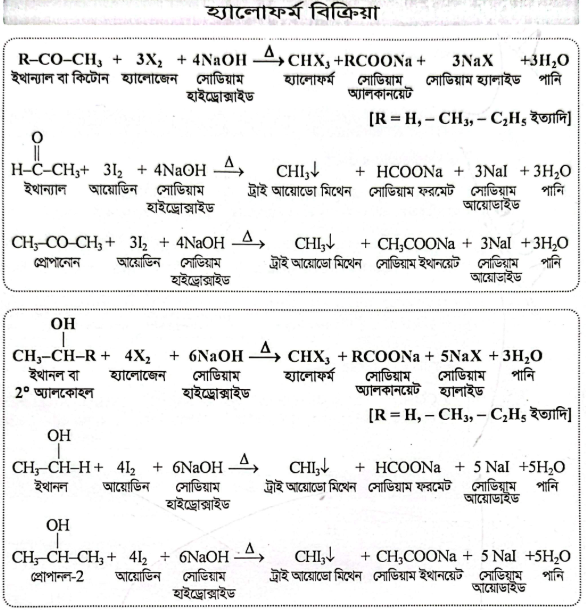 হ্যালোফর্ম বিক্রিয়া
R–CO–CH₃ + 3X₂ + 4NaOH —Δ→ CHX₃ +RCOONa + 3NaX +3H₂O
ইথান্যাল বা কিটোন হ্যালোজেন সোডিয়াম হ্যালোফর্ম সোডিয়াম সোডিয়াম হ্যালাইড পানি
হাইড্রোক্সাইড অ্যালকানয়েট
[R = H, – CH₃, – C₂H₅ ইত্যাদি]
O
||
H–C–CH₃+ 3I₂ + 4NaOH —Δ→ CHI₃↓ + HCOONa + 3NaI + 3H₂O
ইথান্যাল আয়োডিন সোডিয়াম ট্রাই আয়োডো মিথেন সোডিয়াম ফরমেট সোডিয়াম পানি
হাইড্রোক্সাইড আয়োডাইড
CH₃–CO–CH₃ + 3I₂ + 4NaOH —Δ→ CHI₃↓ + CH₃COONa + 3NaI +3H₂O
প্রোপানোন আয়োডিন সোডিয়াম ট্রাই আয়োডো মিথেন সোডিয়াম ইথানয়েট সোডিয়াম পানি
হাইড্রোক্সাইড আয়োডাইড
OH
|
CH₃–CH–R + 4X₂ + 6NaOH —Δ→ CHX₃ + RCOONa + 5NaX + 3H₂O
ইথানল বা হ্যালোজেন সোডিয়াম হ্যালোফর্ম সোডিয়াম সোডিয়াম পানি
2° অ্যালকোহল হাইড্রোক্সাইড অ্যালকানয়েট হ্যালাইড
[R = H, – CH₃, – C₂H₅ ইত্যাদি]
OH
|
CH₃–CH–H + 4I₂ + 6NaOH —Δ→ CHI₃↓ + HCOONa + 5 NaI +5H₂O
ইথানল আয়োডিন সোডিয়াম ট্রাই আয়োডো মিথেন সোডিয়াম ফরমেট সোডিয়াম পানি
হাইড্রোক্সাইড আয়োডাইড
OH
|
CH₃–CH–CH₃ + 4I₂ + 6NaOH —Δ→ CHI₃↓ + CH₃COONa + 5 NaI +5H₂O
প্রোপানল-2 আয়োডিন সোডিয়াম ট্রাই আয়োডো মিথেন সোডিয়াম ইথানয়েট সোডিয়াম পানি
হাইড্রোক্সাইড আয়োডাইড